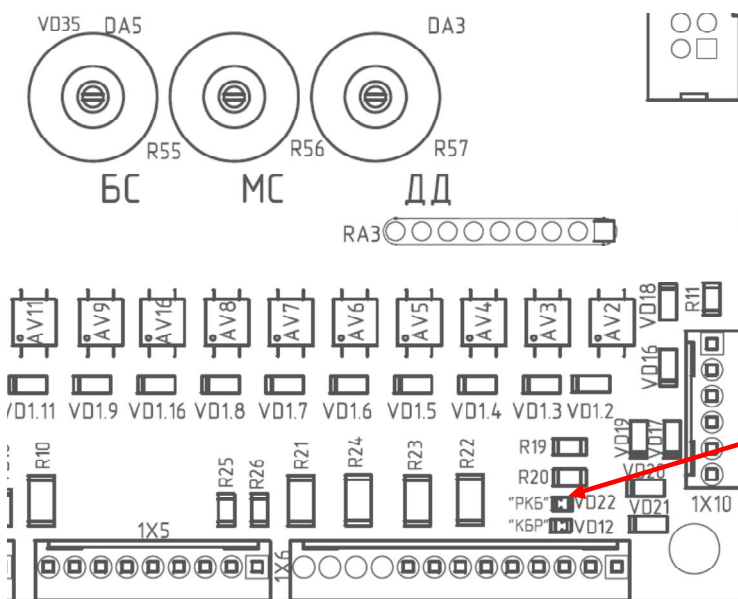 VD35 DA5 DA3
R55 R56 R57
БС МС ДД
RA3
AV11 AV9 AV16 AV8 AV7 AV6 AV5 AV4 AV3 AV2 VD18 R11
VD16
VD1.11 VD1.9 VD1.16 VD1.8 VD1.7 VD1.6 VD1.5 VD1.4 VD1.3 VD1.2
R10 R25 R26 R21 R24 R23 R22 R19 VD19 VD17
R20 VD20
"РКБ" VD22 VD21 1X10
"КБР" VD12
1X5 1X6